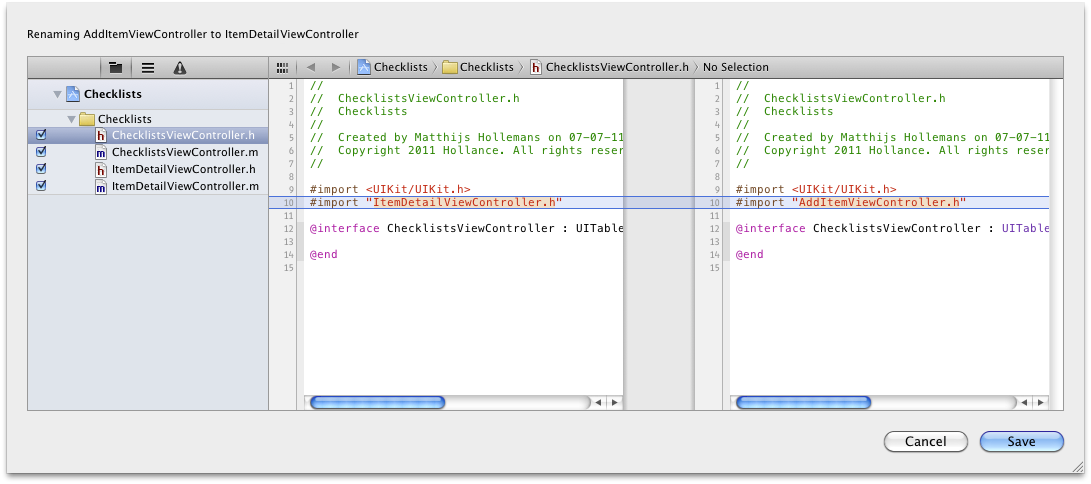 Renaming AddItemViewController to ItemDetailViewController
Checklists 〉 Checklists 〉 h ChecklistsViewController.h 〉 No Selection
Checklists
Checklists
h ChecklistsViewController.h
m ChecklistsViewController.m
h ItemDetailViewController.h
m ItemDetailViewController.m
1 //
2 //  ChecklistsViewController.h
3 //  Checklists
4 //
5 //  Created by Matthijs Hollemans on 07-07-11
6 //  Copyright 2011 Hollance. All rights reser
7 //
8
9 #import <UIKit/UIKit.h>
10 #import "ItemDetailViewController.h"
11
12 @interface ChecklistsViewController : UITable
13
14 @end
15
1 //
2 //  ChecklistsViewController.h
3 //  Checklists
4 //
5 //  Created by Matthijs Hollemans on 07-07-11
6 //  Copyright 2011 Hollance. All rights reser
7 //
8
9 #import <UIKit/UIKit.h>
10 #import "AddItemViewController.h"
11
12 @interface ChecklistsViewController : UITable
13
14 @end
15
Cancel
Save